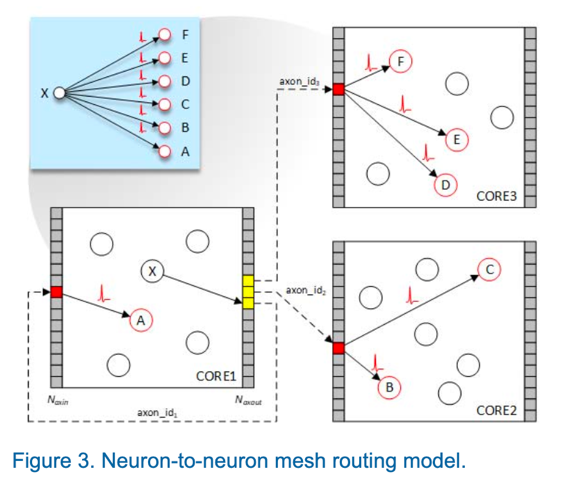 X
F
E
D
C
B
A
axon_id₃
F
E
D
CORE3
X
A
CORE1
Naxin
Naxout
axon_id₁
axon_id₂
C
B
CORE2
Figure 3. Neuron-to-neuron mesh routing model.